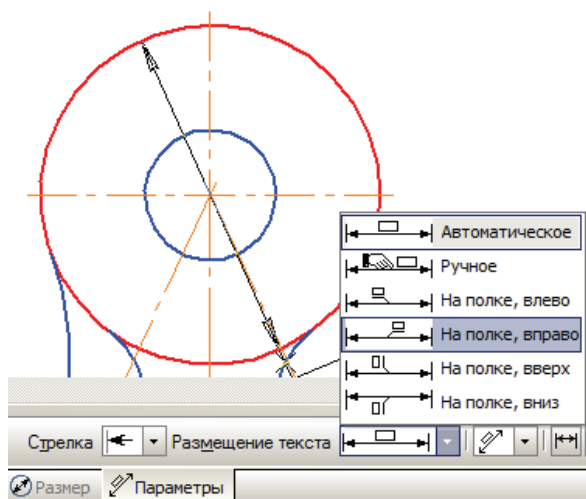 Автоматическое
Ручное
На полке, влево
На полке, вправо
На полке, вверх
На полке, вниз
Стрелка Размещение текста
Размер Параметры